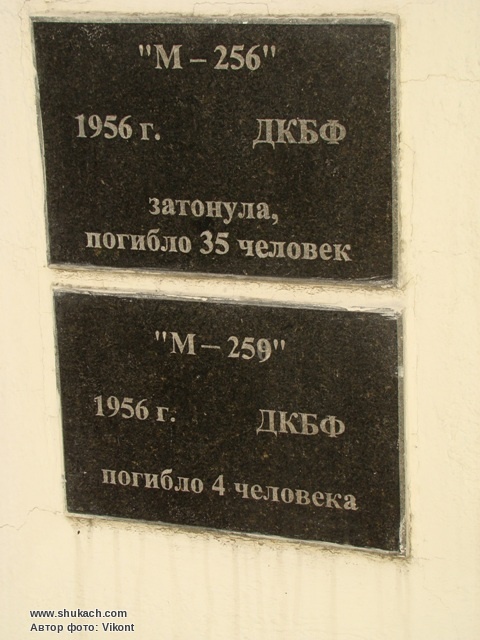 "М – 256"
1956 г. ДКБФ
затонула,
погибло 35 человек
"М – 259"
1956 г. ДКБФ
погибло 4 человека
www.shukach.com
Автор фото: Vikont